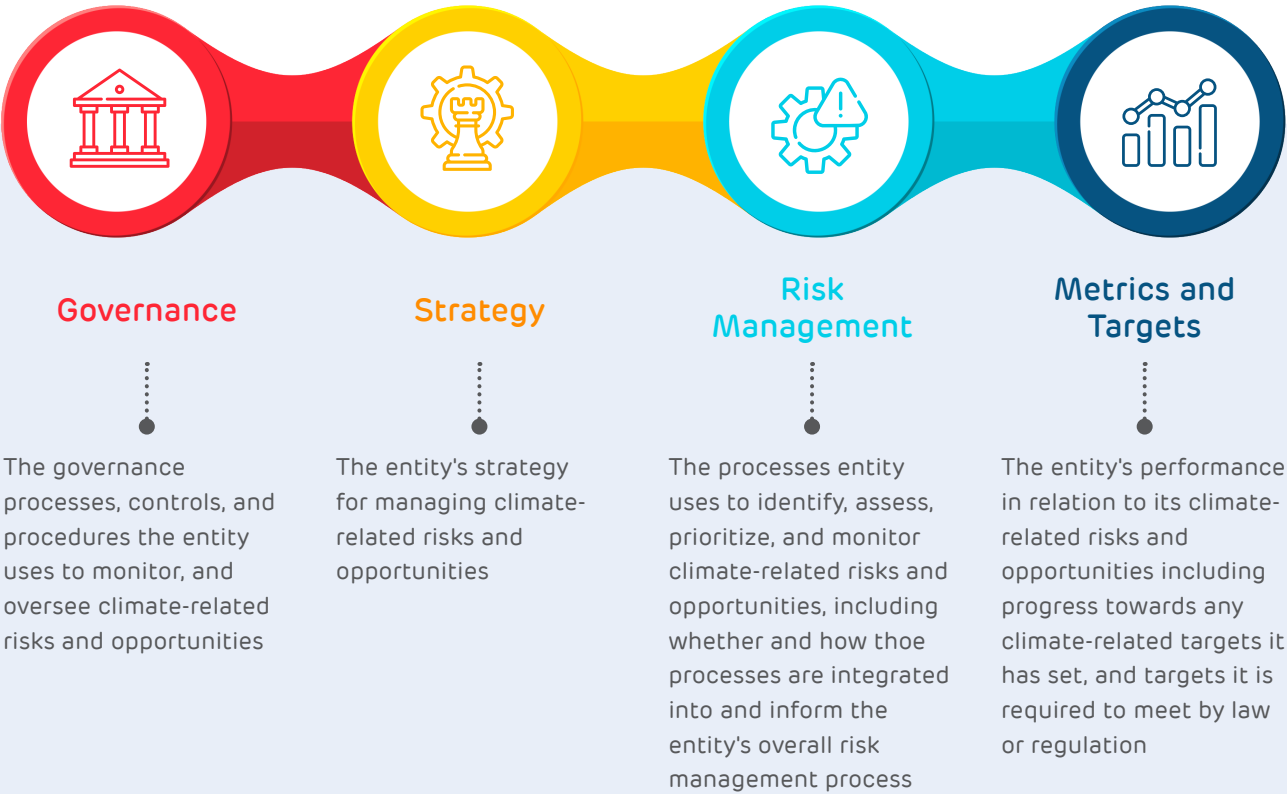 Governance
The governance
processes, controls, and
procedures the entity
uses to monitor, and
oversee climate-related
risks and opportunities
Strategy
The entity's strategy
for managing climate-
related risks and
opportunities
Risk
Management
The processes entity
uses to identify, assess,
prioritize, and monitor
climate-related risks and
opportunities, including
whether and how thoe
processes are integrated
into and inform the
entity's overall risk
management process
Metrics and
Targets
The entity's performance
in relation to its climate-
related risks and
opportunities including
progress towards any
climate-related targets it
has set, and targets it is
required to meet by law
or regulation